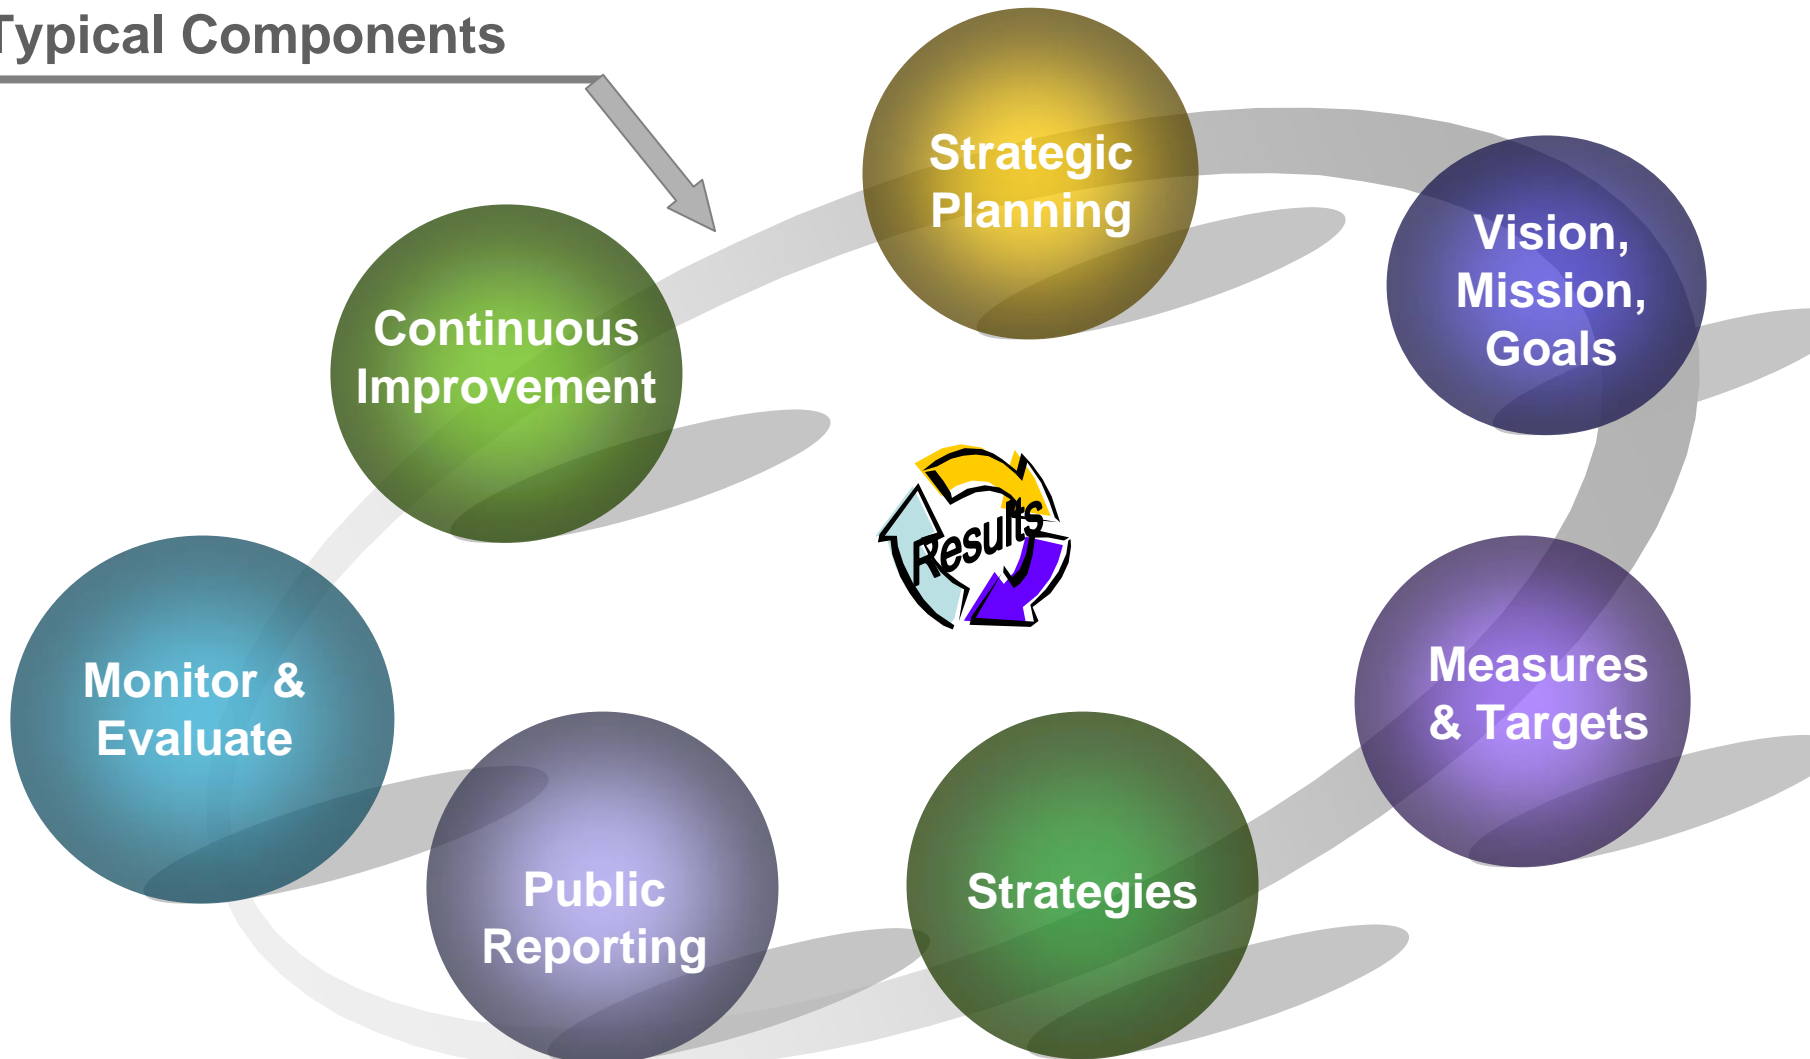 Typical Components
Strategic
Planning
Vision,
Mission,
Goals
Continuous
Improvement
Results
Measures
& Targets
Monitor &
Evaluate
Public
Reporting
Strategies